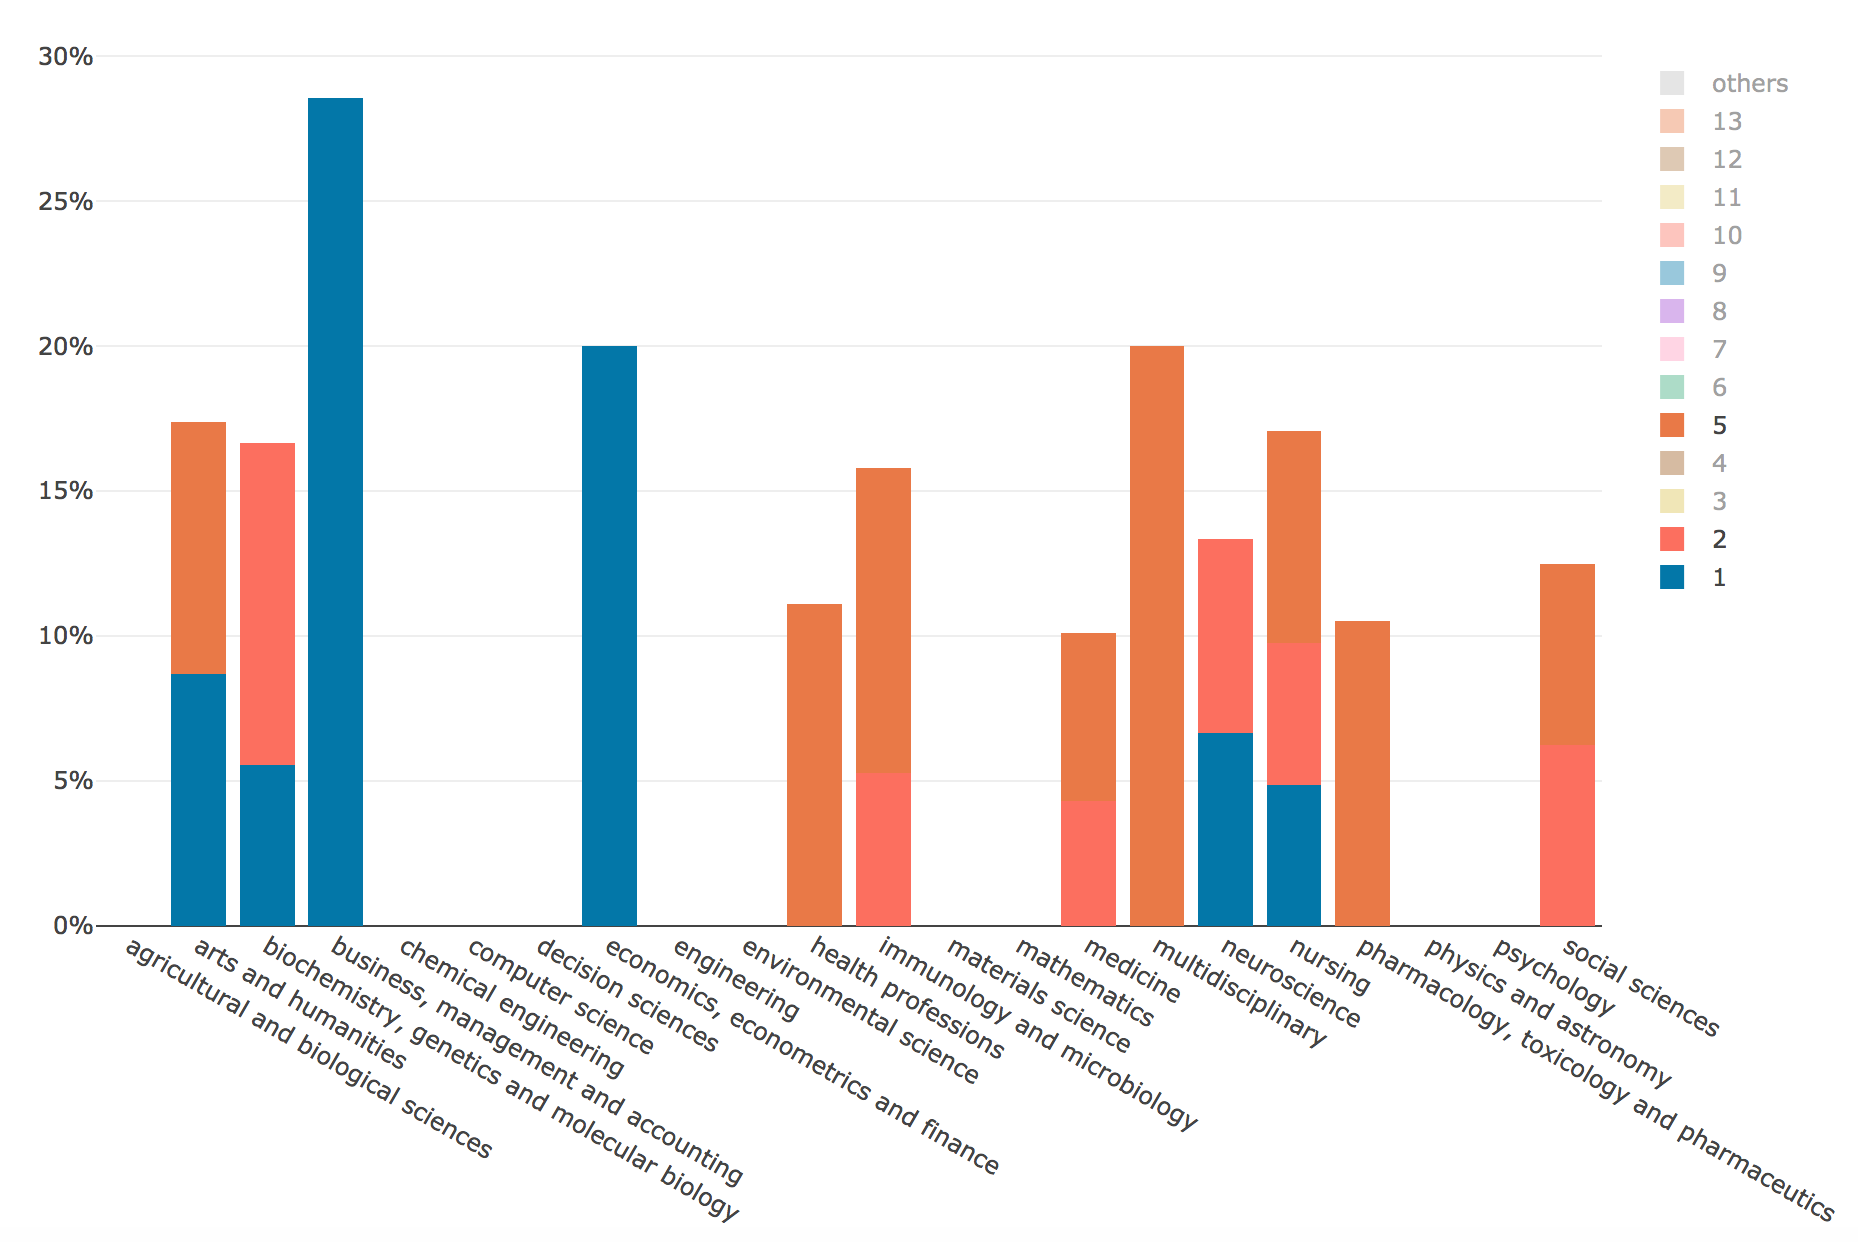 30%
25%
20%
15%
10%
5%
0%
agricultural and biological sciences
arts and humanities
biochemistry, genetics and molecular biology
business, management and accounting
chemical engineering
computer science
decision sciences
economics, econometrics and finance
engineering
environmental science
health professions
immunology and microbiology
materials science
mathematics
medicine
multidisciplinary
neuroscience
nursing
pharmacology, toxicology and pharmaceutics
physics and astronomy
psychology
social sciences
others
13
12
11
10
9
8
7
6
5
4
3
2
1